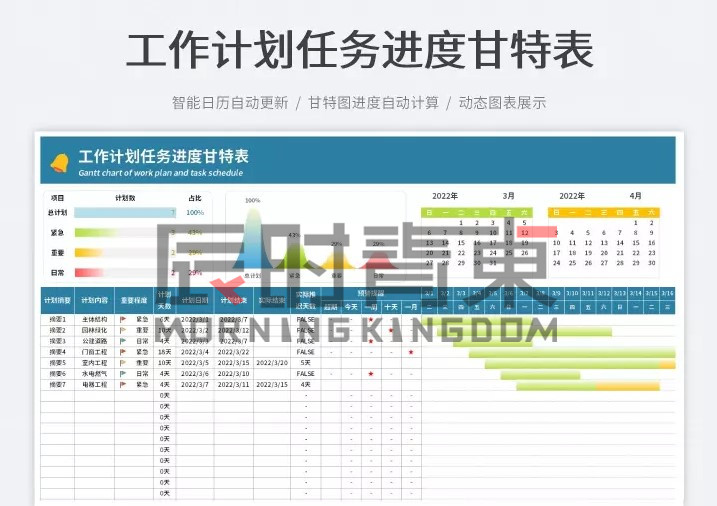 工作计划任务进度甘特表
智能日历自动更新 / 甘特图进度自动计算 / 动态图表展示
工作计划任务进度甘特表
Gantt chart of work plan and task schedule
项目 计划数 占比
总计划 7 100%
紧急 3 43%
重要 2 29%
日常 2 29%
100%
43%
29%
29%
总计划 紧急 重要 日常
2022年 3月
日 一 二 三 四 五 六
1 2 3 4 5
6 7 8 9 10 11 12
13 14 15 16 17 18 19
20 21 22 23 24 25 26
27 28 29 30 31
2022年 4月
日 一 二 三 四 五 六
1 2
3 4 5 6 7 8 9
10 11 12 13 14 15 16
17 18 19 20 21 22 23
24 25 26 27 28 29 30
计划摘要 计划内容 重要程度 计划天数 计划日期 计划结束 实际结束 实际推迟天数 预期提醒 超期 今天 一周 十天 一月
3/1 3/2 3/3 3/4 3/5 3/6 3/7 3/8 3/9 3/10 3/11 3/12 3/13 3/14 3/15 3/16
二 三 四 五 六 日 一 二 三 四 五 六 日 一 二 三
摘要1 主体结构 紧急 6天 2022/3/1 2022/3/7 FALSE - - ★ - -
摘要2 园林绿化 重要 10天 2022/3/2 2022/3/12 FALSE - - - ★ -
摘要3 公建道路 日常 4天 2022/3/3 2022/3/7 FALSE - - ★ - -
摘要4 门窗工程 紧急 18天 2022/3/4 2022/3/22 FALSE - - - - ★
摘要5 室内工程 重要 10天 2022/3/5 2022/3/15 2022/3/20 5天 - - - -
摘要6 水电燃气 日常 4天 2022/3/6 2022/3/10 FALSE - - ★ - -
摘要7 电器工程 紧急 4天 2022/3/7 2022/3/11 2022/3/15 4天 - - - -
0天 - - - - -
0天 - - - - -
0天 - - - - -
0天 - - - - -
0天 - - - - -
0天 - - - - -
0天 - - - - -
0天 - - - - -
0天 - - - - -
0天 - - - - -
MORNING KINGDOM